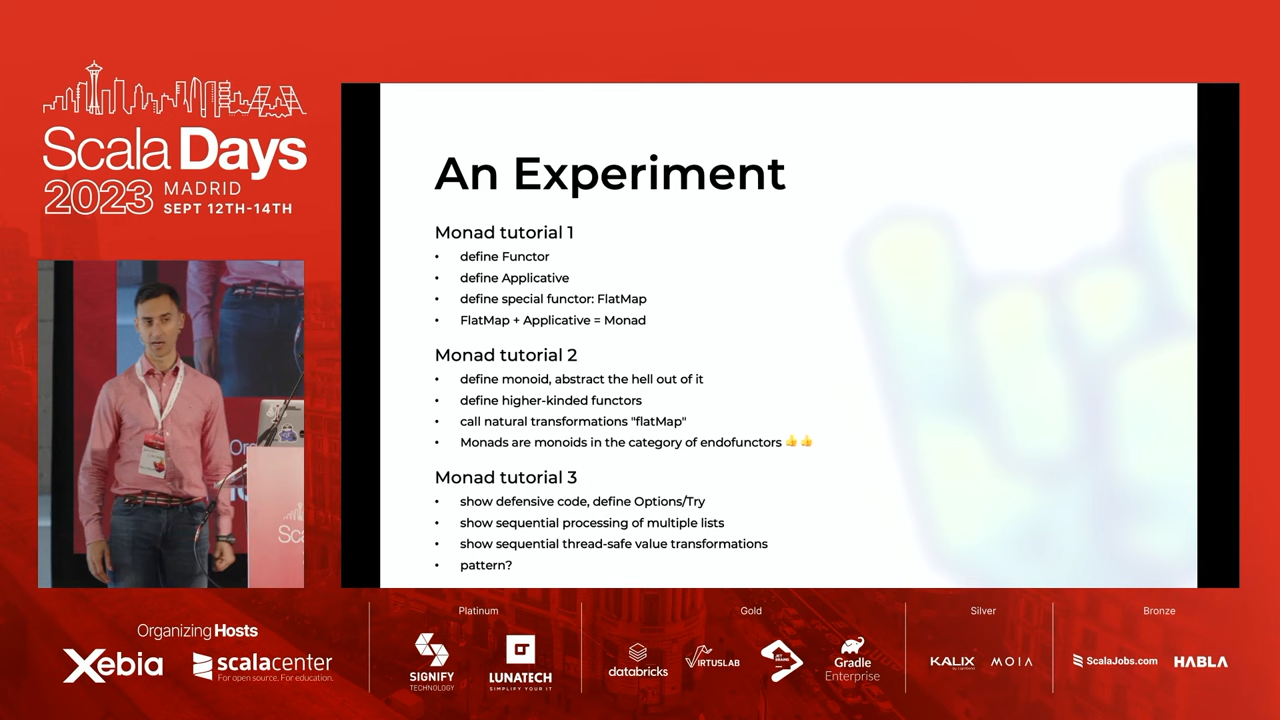 Scala Days
2023 MADRID
SEPT 12TH-14TH
An Experiment
Monad tutorial 1
• define Functor
• define Applicative
• define special functor: FlatMap
• FlatMap + Applicative = Monad
Monad tutorial 2
• define monoid, abstract the hell out of it
• define higher-kinded functors
• call natural transformations "flatMap"
• Monads are monoids in the category of endofunctors 👍👍
Monad tutorial 3
• show defensive code, define Options/Try
• show sequential processing of multiple lists
• show sequential thread-safe value transformations
• pattern?
Organizing Hosts
Xebia
scalacenter
For open source. For education.
Platinum
SIGNIFY
TECHNOLOGY
LUNATECH
SIMPLIFY YOUR IT
Gold
databricks
VIRTUSLAB
JET
BRAINS
Gradle
Enterprise
Silver
KALIX
by Lightbend
MOIA
Bronze
ScalaJobs.com
HABLA